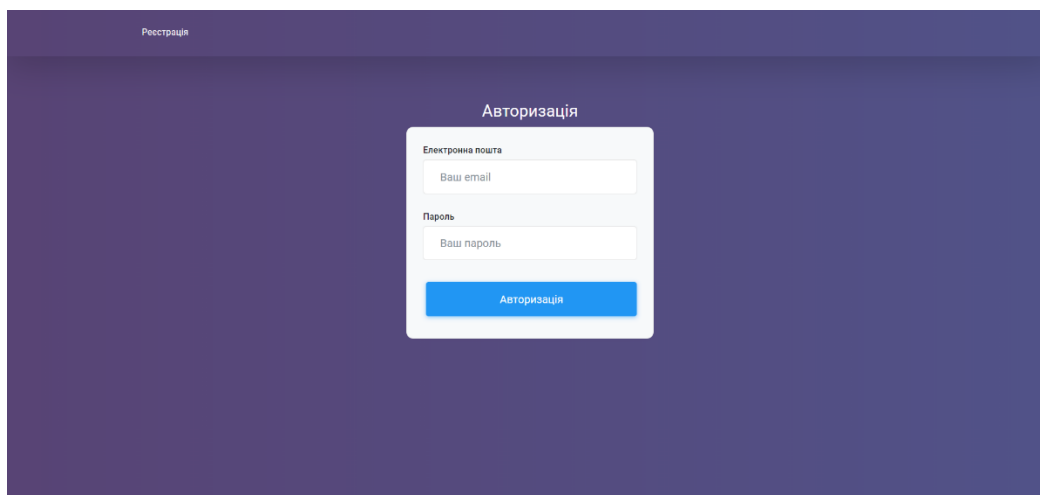 Реєстрація
Авторизація
Електронна пошта
Ваш email
Пароль
Ваш пароль
Авторизація